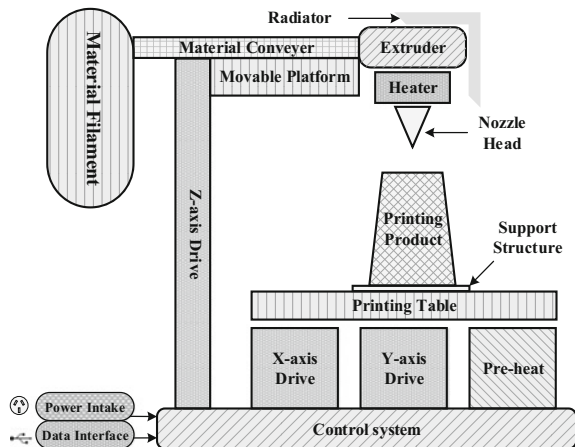 Radiator
Material Filament
Material Conveyer
Extruder
Movable Platform
Heater
Nozzle
Head
Z-axis Drive
Printing
Product
Support
Structure
Printing Table
X-axis
Drive
Y-axis
Drive
Pre-heat
Power Intake
Data Interface
Control system